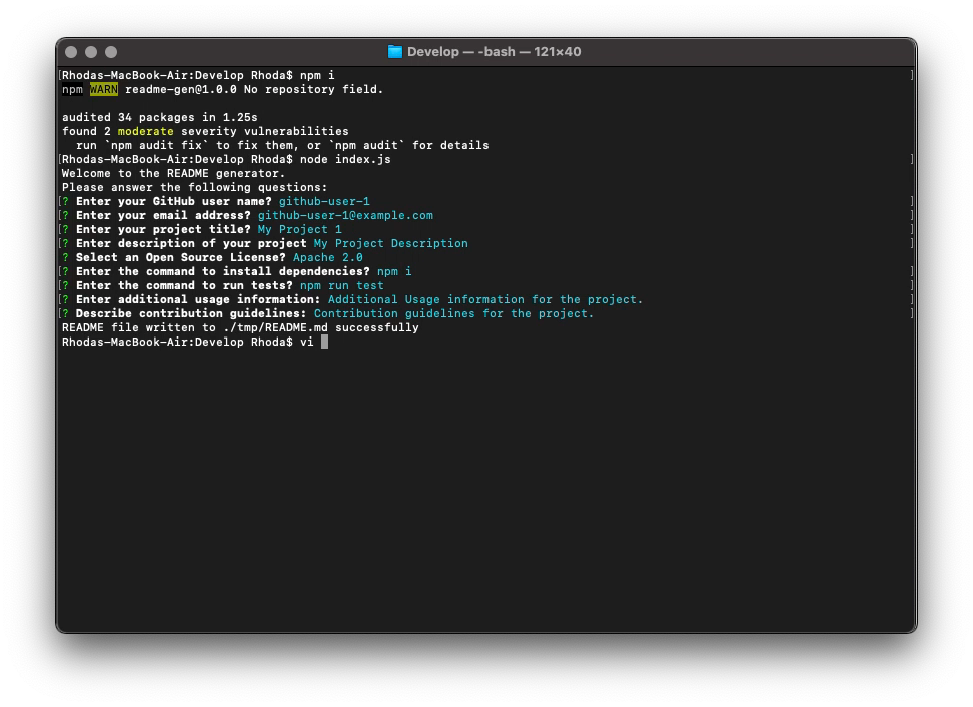 Develop — -bash — 121×40
[Rhodas-MacBook-Air:Develop Rhoda$ npm i ]
npm WARN readme-gen@1.0.0 No repository field.
audited 34 packages in 1.25s
found 2 moderate severity vulnerabilities
  run `npm audit fix` to fix them, or `npm audit` for details
[Rhodas-MacBook-Air:Develop Rhoda$ node index.js ]
Welcome to the README generator.
Please answer the following questions:
[? Enter your GitHub user name? github-user-1 ]
[? Enter your email address? github-user-1@example.com ]
[? Enter your project title? My Project 1 ]
[? Enter description of your project My Project Description ]
? Select an Open Source License? Apache 2.0
[? Enter the command to install dependencies? npm i ]
[? Enter the command to run tests? npm run test ]
[? Enter additional usage information: Additional Usage information for the project. ]
[? Describe contribution guidelines: Contribution guidelines for the project. ]
README file written to ./tmp/README.md successfully
Rhodas-MacBook-Air:Develop Rhoda$ vi